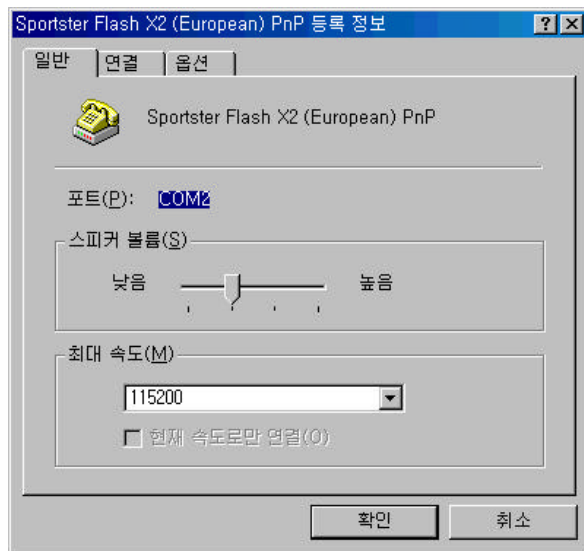 Sportster Flash X2 (European) PnP 등록 정보
일반 연결 옵션
Sportster Flash X2 (European) PnP
포트(P): COM2
스피커 볼륨(S)
낮음 높음
최대 속도(M)
115200
현재 속도로만 연결(O)
확인 취소